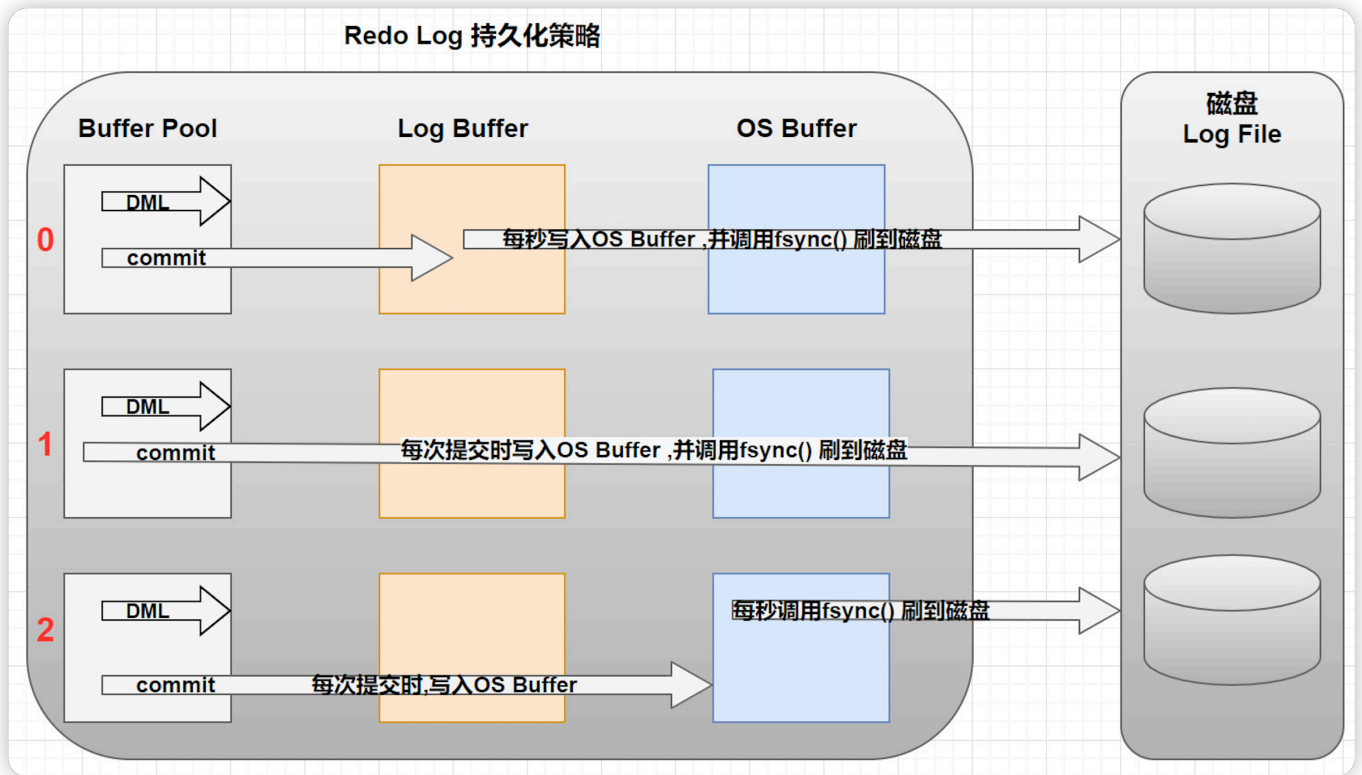 Redo Log 持久化策略
Buffer Pool
Log Buffer
OS Buffer
磁盘
Log File
0
DML
commit
每秒写入OS Buffer ,并调用fsync() 刷到磁盘
1
DML
commit
每次提交时写入OS Buffer ,并调用fsync() 刷到磁盘
2
DML
每秒调用fsync() 刷到磁盘
commit
每次提交时,写入OS Buffer